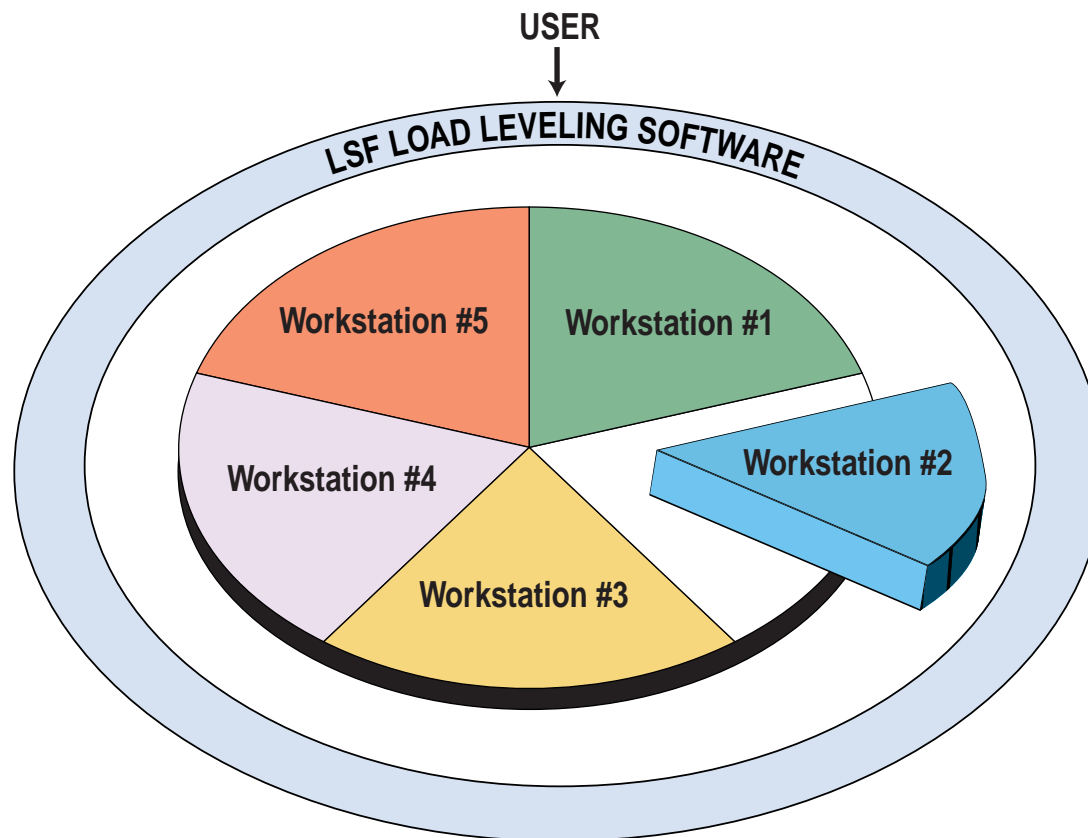 USER
LSF LOAD LEVELING SOFTWARE
Workstation #5
Workstation #1
Workstation #4
Workstation #2
Workstation #3